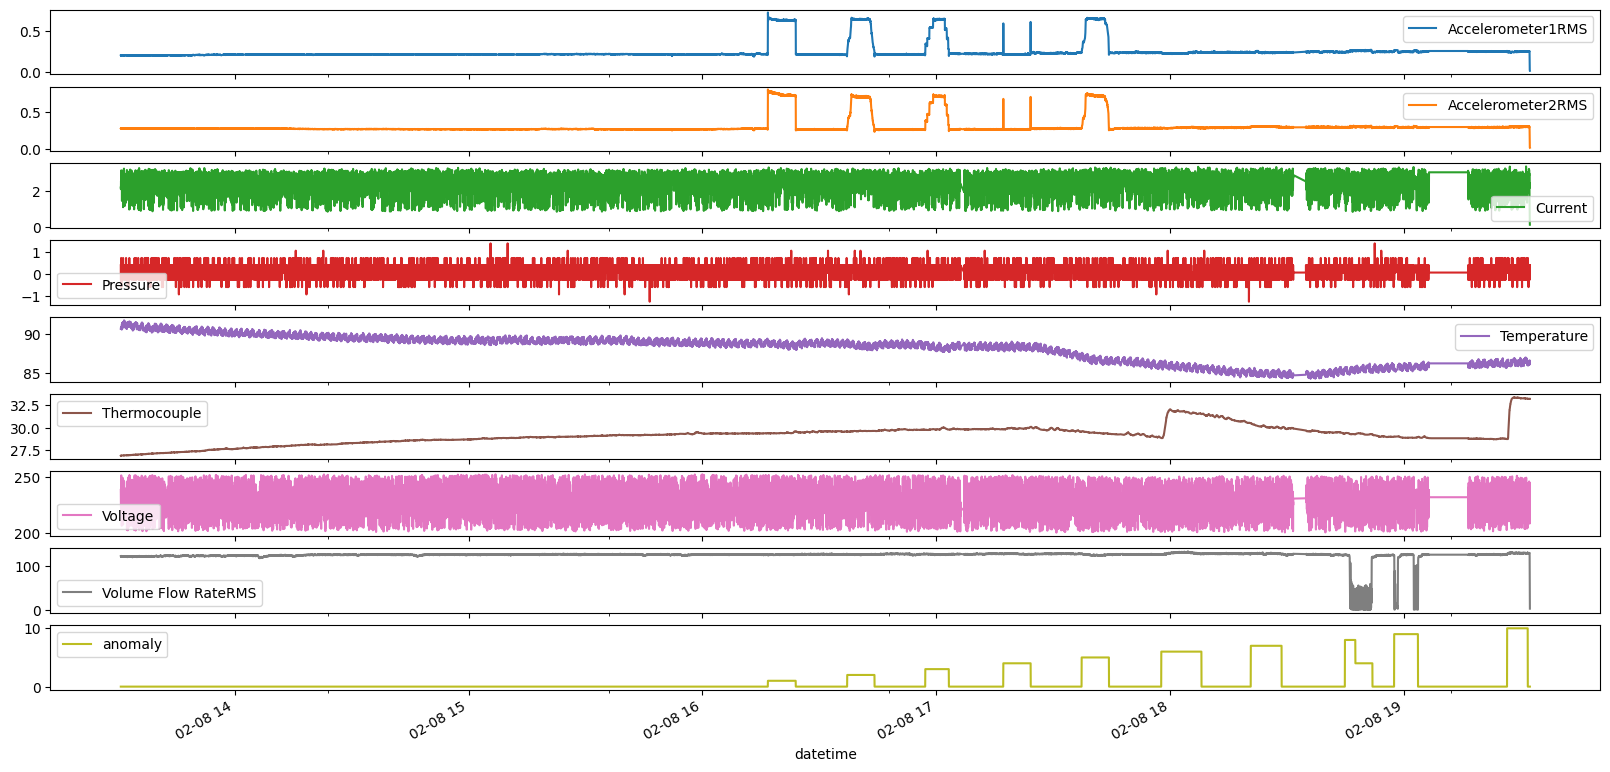 0.5
0.0
Accelerometer1RMS
0.5
0.0
Accelerometer2RMS
2
0
Current
1
0
−1
Pressure
90
85
Temperature
32.5
30.0
27.5
Thermocouple
250
200
Voltage
100
0
Volume Flow RateRMS
10
0
anomaly
02-08 14
02-08 15
02-08 16
02-08 17
02-08 18
02-08 19
datetime